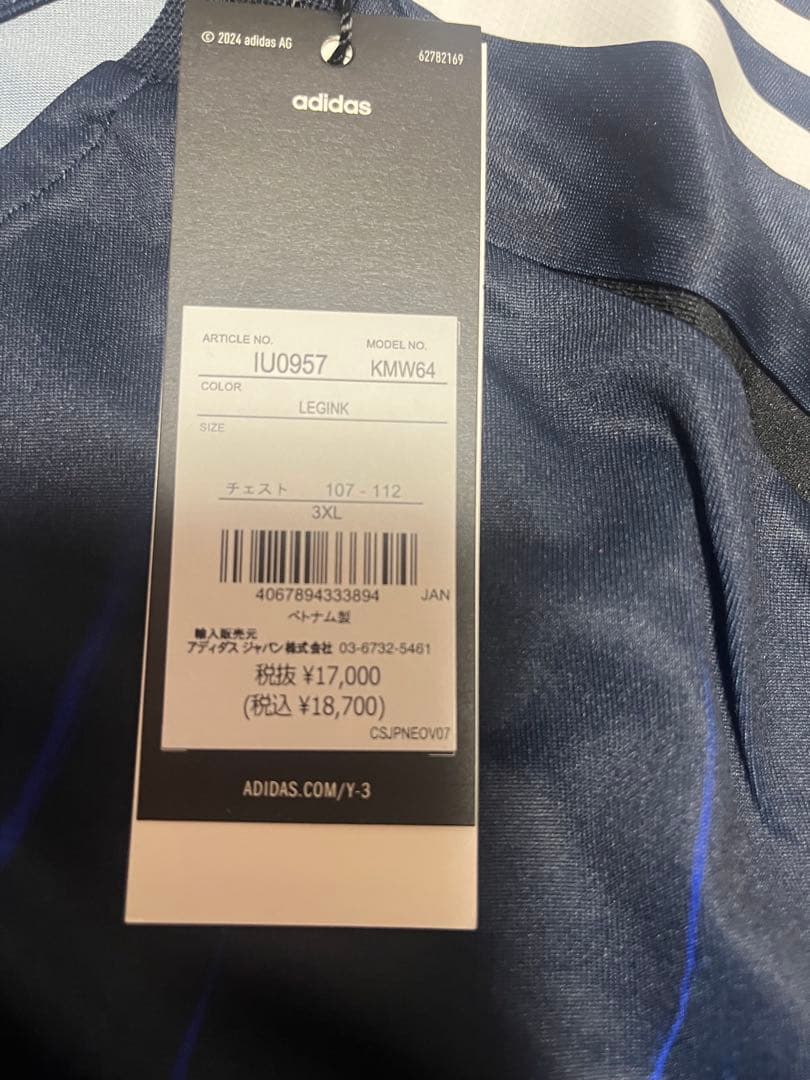 © 2024 adidas AG
62782169
adidas
ARTICLE NO. MODEL NO.
IU0957 KMW64
COLOR
LEGINK
SIZE
チェスト 107 - 112
3XL
4067894333894 JAN
ベトナム製
輸入販売元
アディダス ジャパン株式会社 03-6732-5461
税抜 ¥17,000
(税込 ¥18,700)
CSJPNEOV07
ADIDAS.COM/Y-3